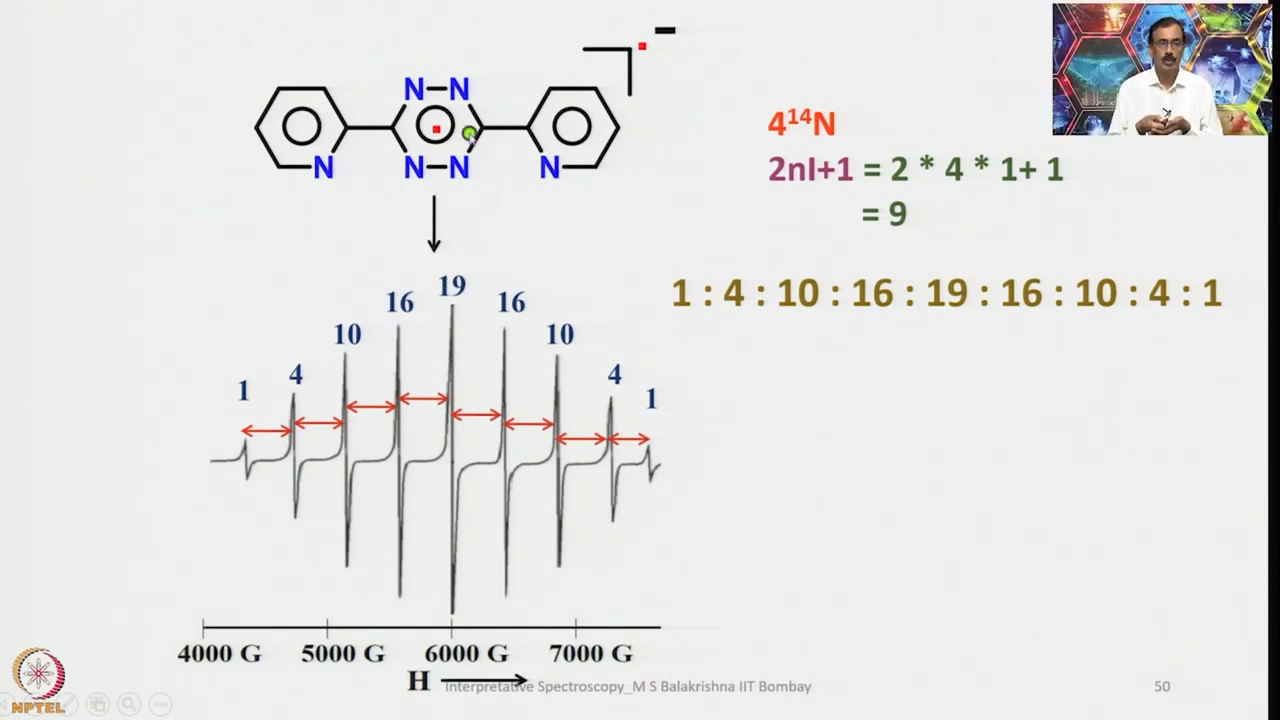 N N
N N N N
4¹⁴N
2nI+1 = 2 * 4 * 1+ 1
= 9
1 4 10 16 19 16 10 4 1
1 : 4 : 10 : 16 : 19 : 16 : 10 : 4 : 1
4000 G 5000 G 6000 G 7000 G
H
Interpretative Spectroscopy_M S Balakrishna IIT Bombay
50
NPTEL